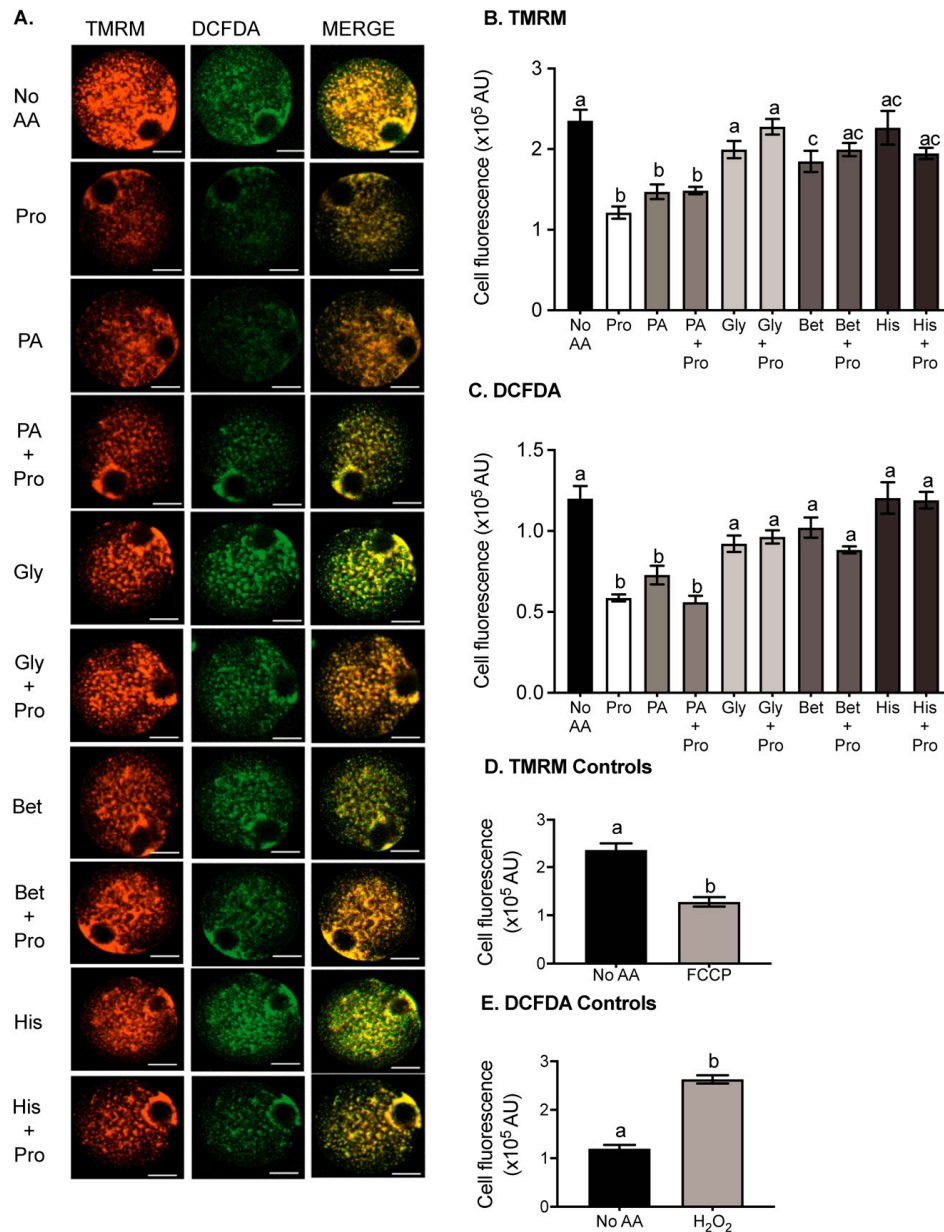 A.
TMRM DCFDA MERGE
No
AA
Pro
PA
PA
+
Pro
Gly
Gly
+
Pro
Bet
Bet
+
Pro
His
His
+
Pro
B. TMRM
Cell fluorescence (x10⁵ AU)
3
2
1
0
a b b b a a c ac ac ac
No AA Pro PA PA + Pro Gly Gly + Pro Bet Bet + Pro His His + Pro
C. DCFDA
Cell fluorescence (x10⁵ AU)
1.5
1.0
0.5
0.0
a b b b a a a a a a
No AA Pro PA PA + Pro Gly Gly + Pro Bet Bet + Pro His His + Pro
D. TMRM Controls
Cell fluorescence
(x10⁵ AU)
3
2
1
0
a b
No AA FCCP
E. DCFDA Controls
Cell fluorescence
(x10⁵ AU)
3
2
1
0
a b
No AA H₂O₂